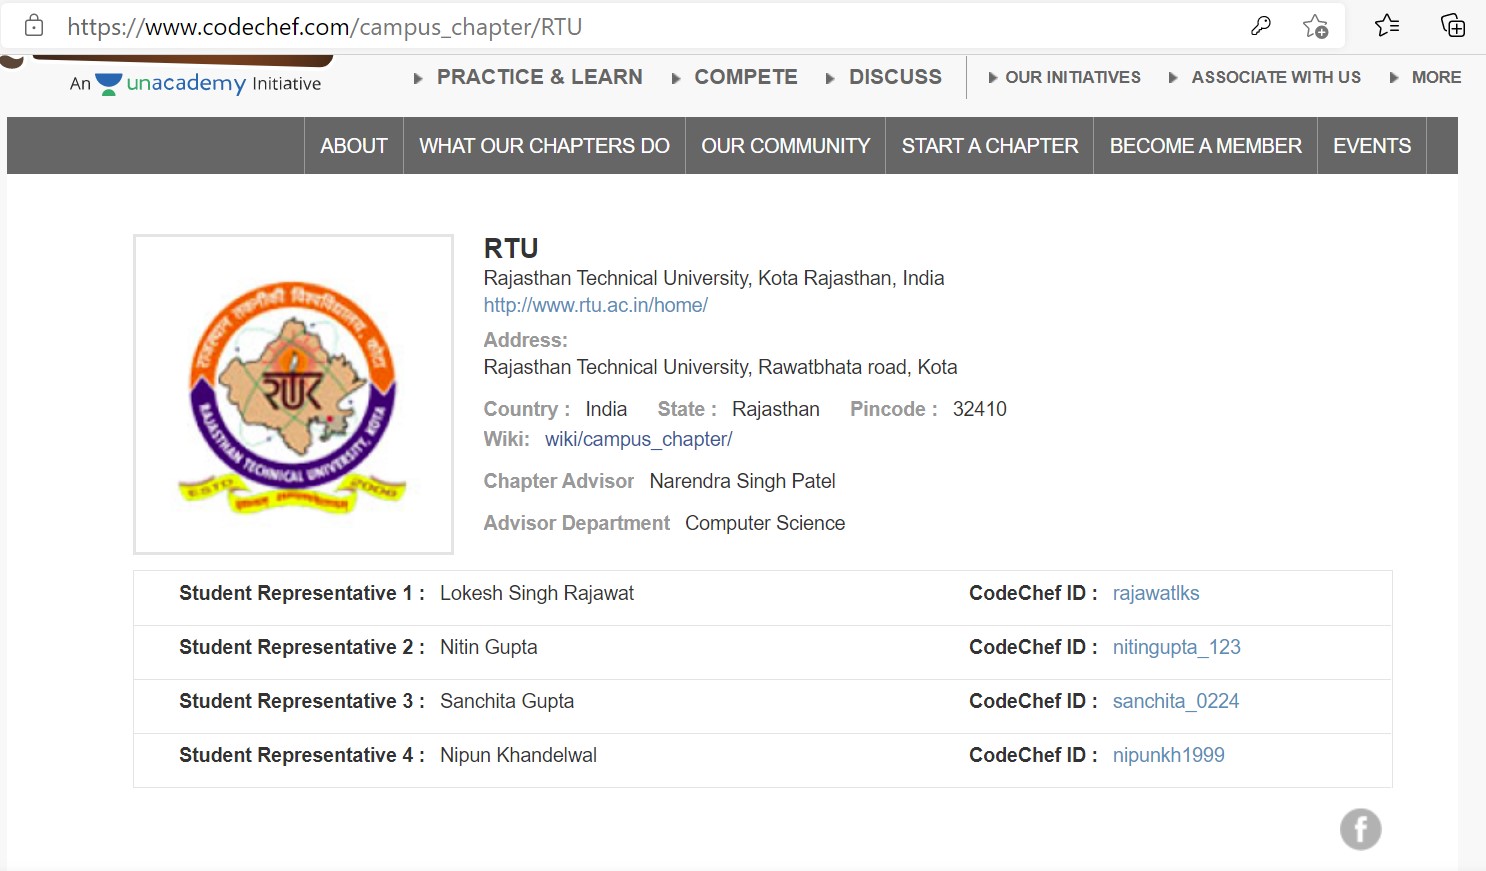 https://www.codechef.com/campus_chapter/RTU
An unacademy Initiative
PRACTICE & LEARN COMPETE DISCUSS OUR INITIATIVES ASSOCIATE WITH US MORE
ABOUT WHAT OUR CHAPTERS DO OUR COMMUNITY START A CHAPTER BECOME A MEMBER EVENTS
राजस्थान तकनीकी विश्वविद्यालय, कोटा
RAJASTHAN TECHNICAL UNIVERSITY, KOTA
ESTD 2006
RTU
Rajasthan Technical University, Kota Rajasthan, India
http://www.rtu.ac.in/home/
Address:
Rajasthan Technical University, Rawatbhata road, Kota
Country : India State : Rajasthan Pincode : 32410
Wiki: wiki/campus_chapter/
Chapter Advisor Narendra Singh Patel
Advisor Department Computer Science
Student Representative 1 : Lokesh Singh Rajawat CodeChef ID : rajawatlks
Student Representative 2 : Nitin Gupta CodeChef ID : nitingupta_123
Student Representative 3 : Sanchita Gupta CodeChef ID : sanchita_0224
Student Representative 4 : Nipun Khandelwal CodeChef ID : nipunkh1999